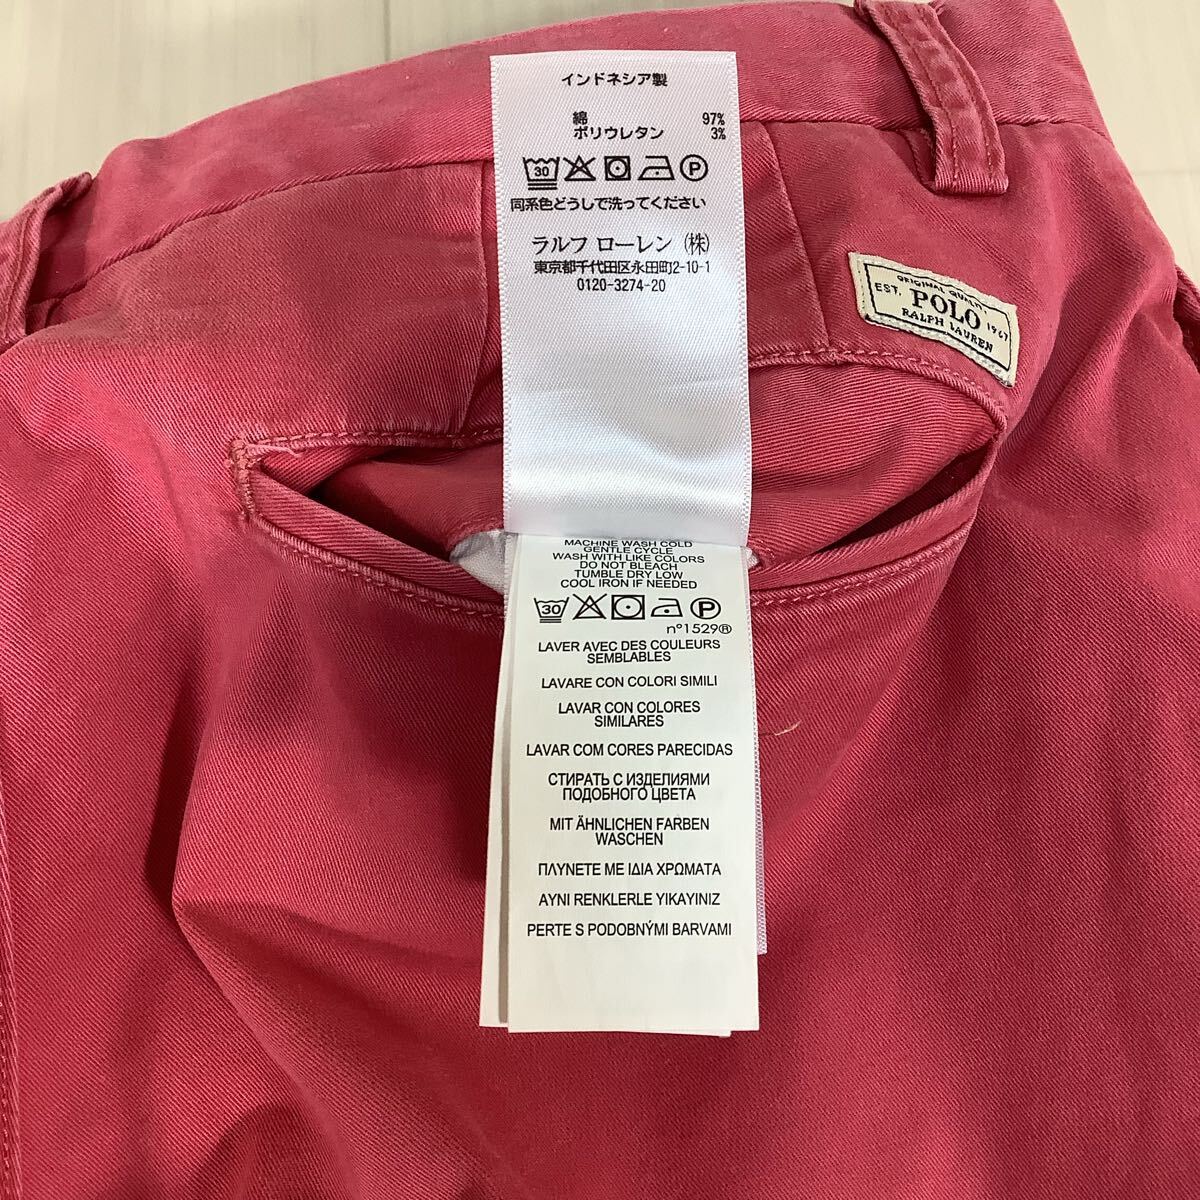 インドネシア製
綿 97%
ポリウレタン 3%
30 P
同系色どうしで洗ってください
ラルフ ローレン (株)
東京都千代田区永田町2-10-1
0120-3274-20
ORIGINAL QUALITY.
EST. POLO 1967
RALPH LAUREN
MACHINE WASH COLD
GENTLE CYCLE
WASH WITH LIKE COLORS
DO NOT BLEACH
TUMBLE DRY LOW
COOL IRON IF NEEDED
30 P
n°1529®
LAVER AVEC DES COULEURS
SEMBLABLES
LAVARE CON COLORI SIMILI
LAVAR CON COLORES
SIMILARES
LAVAR COM CORES PARECIDAS
СТИРАТЬ С ИЗДЕЛИЯМИ
ПОДОБНОГО ЦВЕТА
MIT ÄHNLICHEN FARBEN
WASCHEN
ΠΛΥΝΕΤΕ ΜΕ ΙΔΙΑ ΧΡΩΜΑΤΑ
AYNI RENKLERLE YIKAYINIZ
PERTE S PODOBNÝMI BARVAMI